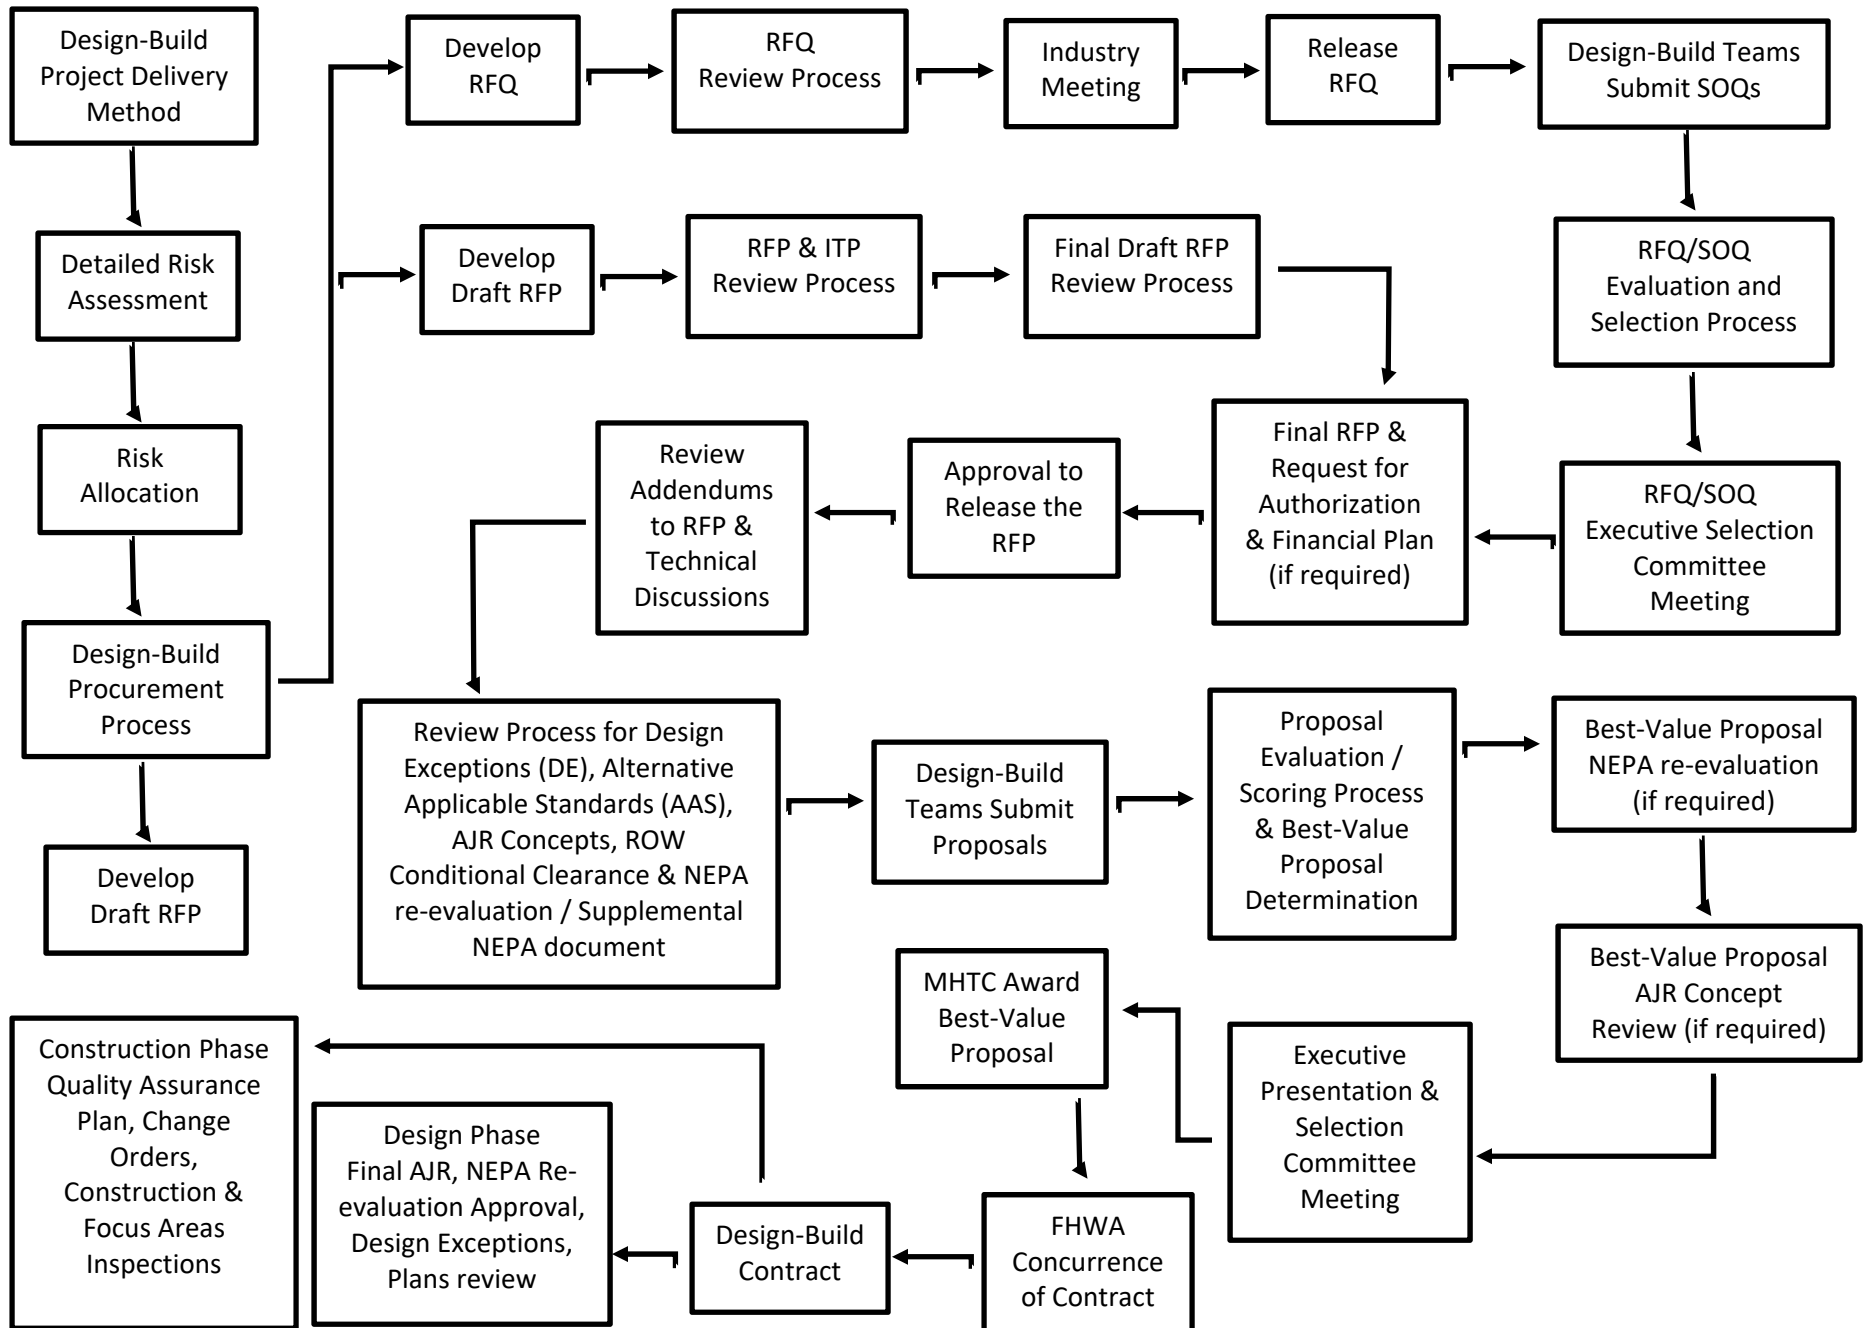 Design-Build
Project Delivery
Method
Develop
RFQ
RFQ
Review Process
Industry
Meeting
Release
RFQ
Design-Build Teams
Submit SOQs
Detailed Risk
Assessment
Develop
Draft RFP
RFP & ITP
Review Process
Final Draft RFP
Review Process
RFQ/SOQ
Evaluation and
Selection Process
Risk
Allocation
Review
Addendums
to RFP &
Technical
Discussions
Approval to
Release the
RFP
Final RFP &
Request for
Authorization
& Financial Plan
(if required)
RFQ/SOQ
Executive Selection
Committee
Meeting
Design-Build
Procurement
Process
Review Process for Design
Exceptions (DE), Alternative
Applicable Standards (AAS),
AJR Concepts, ROW
Conditional Clearance & NEPA
re-evaluation / Supplemental
NEPA document
Design-Build
Teams Submit
Proposals
Proposal
Evaluation /
Scoring Process
& Best-Value
Proposal
Determination
Best-Value Proposal
NEPA re-evaluation
(if required)
Develop
Draft RFP
Best-Value Proposal
AJR Concept
Review (if required)
MHTC Award
Best-Value
Proposal
Executive
Presentation &
Selection
Committee
Meeting
Construction Phase
Quality Assurance
Plan, Change
Orders,
Construction &
Focus Areas
Inspections
Design Phase
Final AJR, NEPA Re-
evaluation Approval,
Design Exceptions,
Plans review
Design-Build
Contract
FHWA
Concurrence
of Contract